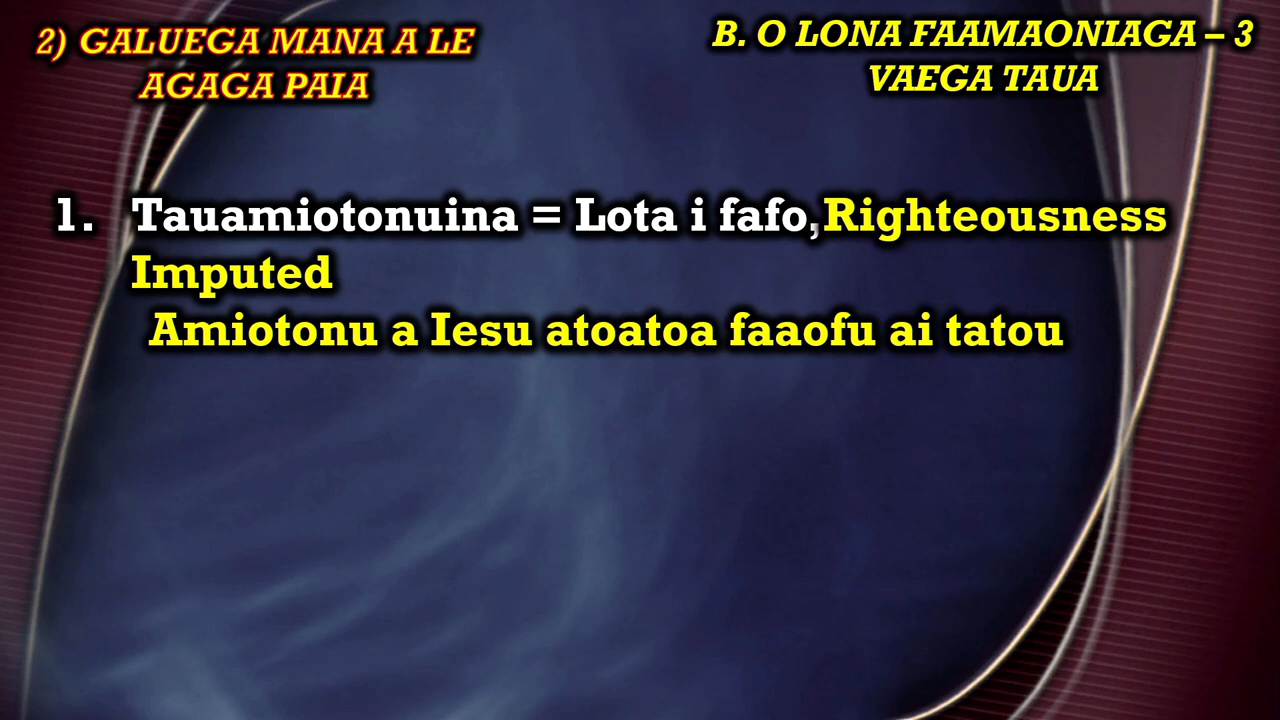 2) GALUEGA MANA A LE
AGAGA PAIA
B. O LONA FAAMAONIAGA – 3
VAEGA TAUA
1. Tauamiotonuina = Lota i fafo,Righteousness
Imputed
Amiotonu a Iesu atoatoa faaofu ai tatou